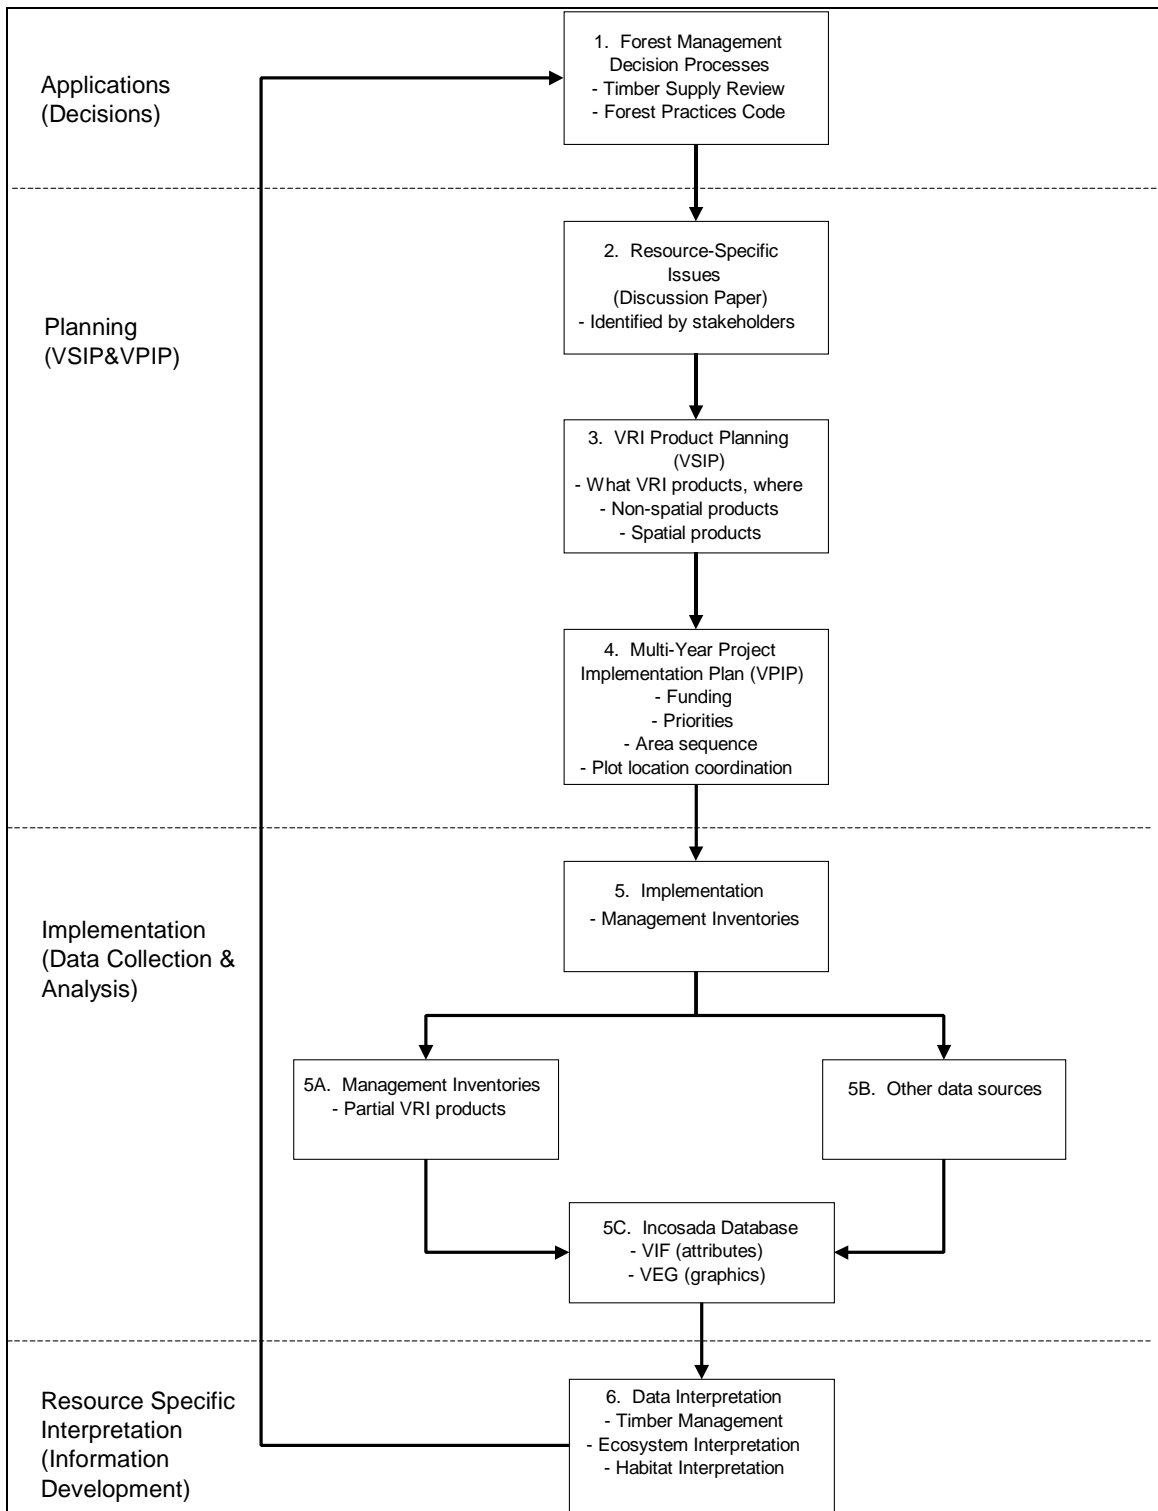 Applications
(Decisions)
1. Forest Management
Decision Processes
- Timber Supply Review
- Forest Practices Code
Planning
(VSIP&VPIP)
2. Resource-Specific
Issues
(Discussion Paper)
- Identified by stakeholders
3. VRI Product Planning
(VSIP)
- What VRI products, where
- Non-spatial products
- Spatial products
4. Multi-Year Project
Implementation Plan (VPIP)
- Funding
- Priorities
- Area sequence
- Plot location coordination
Implementation
(Data Collection &
Analysis)
5. Implementation
- Management Inventories
5A. Management Inventories
- Partial VRI products
5B. Other data sources
5C. Incosada Database
- VIF (attributes)
- VEG (graphics)
Resource Specific
Interpretation
(Information
Development)
6. Data Interpretation
- Timber Management
- Ecosystem Interpretation
- Habitat Interpretation